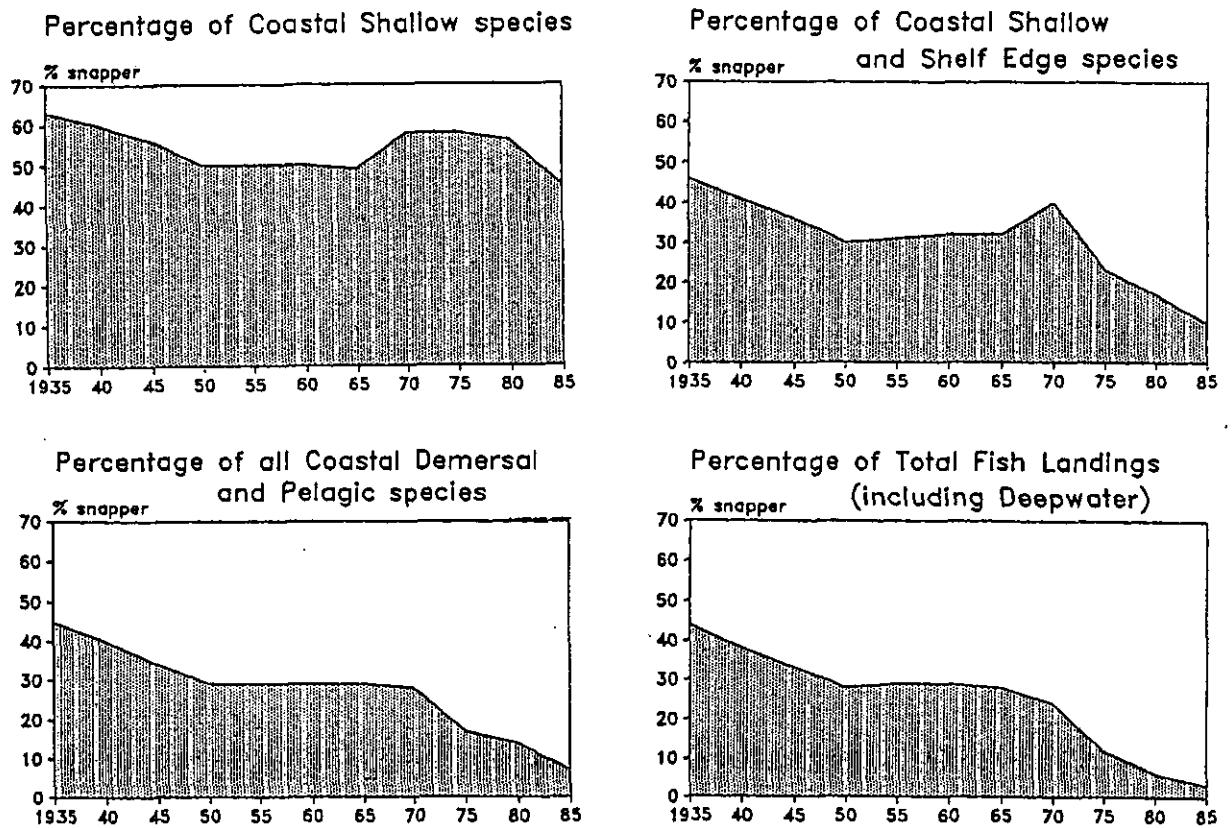 Percentage of Coastal Shallow species
% snapper
70
60
50
40
30
20
10
0
1935 40 45 50 55 60 65 70 75 80 85
Percentage of Coastal Shallow
and Shelf Edge species
% snapper
70
60
50
40
30
20
10
0
1935 40 45 50 55 60 65 70 75 80 85
Percentage of all Coastal Demersal
and Pelagic species
% snapper
70
60
50
40
30
20
10
0
1935 40 45 50 55 60 65 70 75 80 85
Percentage of Total Fish Landings
(including Deepwater)
% snapper
70
60
50
40
30
20
10
0
1935 40 45 50 55 60 65 70 75 80 85